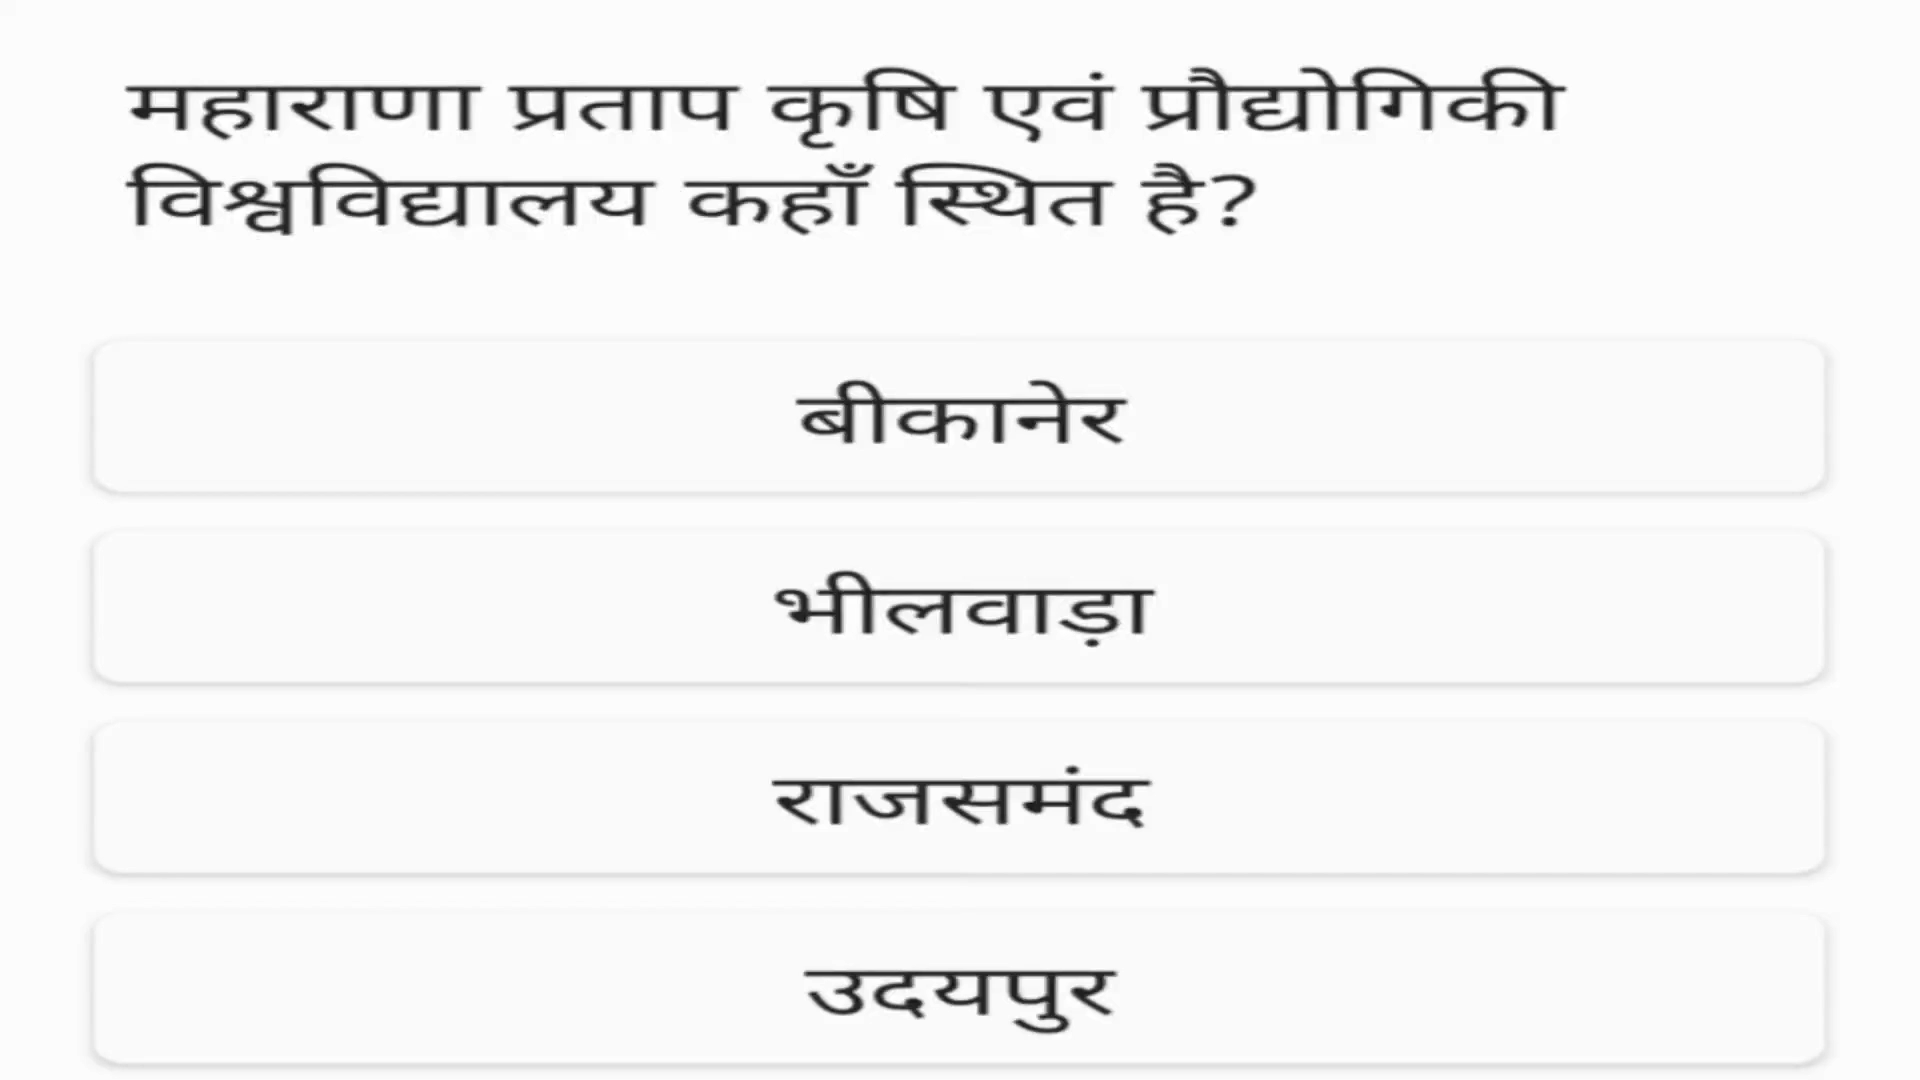 महाराणा प्रताप कृषि एवं प्रौद्योगिकी
विश्वविद्यालय कहाँ स्थित है?
बीकानेर
भीलवाड़ा
राजसमंद
उदयपुर